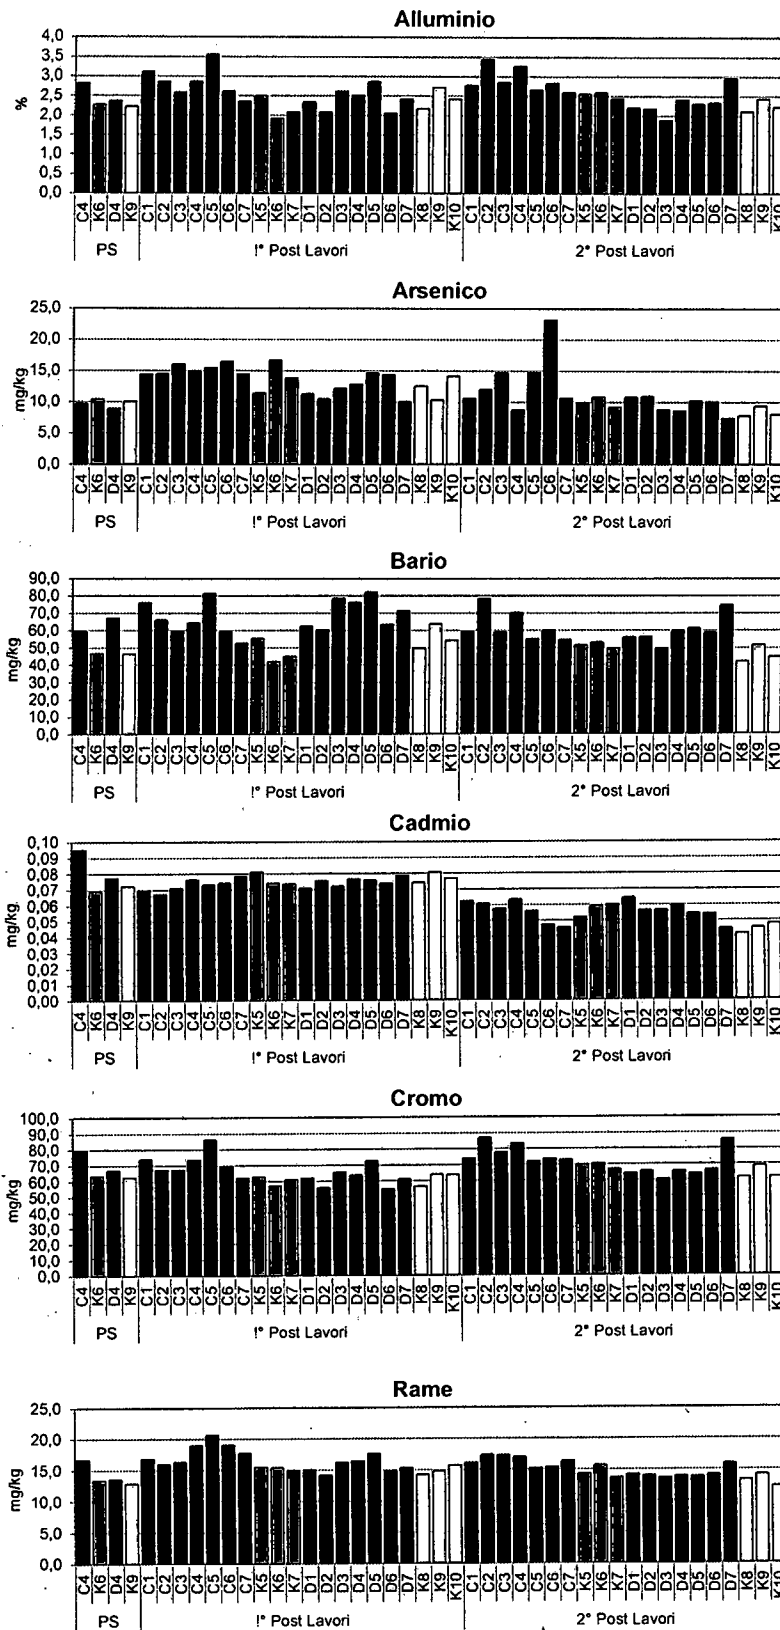 Alluminio
4,0
3,5
3,0
2,5
2,0
1,5
1,0
0,5
0,0
%
C4 K6 D4 K9 C1 C2 C3 C4 C5 C6 C7 K5 K6 K7 D1 D2 D3 D4 D5 D6 D7 K8 K9 K10 C1 C2 C3 C4 C5 C6 C7 K5 K6 K7 D1 D2 D3 D4 D5 D6 D7 K8 K9 K10
PS !° Post Lavori 2° Post Lavori
Arsenico
25,0
20,0
15,0
10,0
5,0
0,0
mg/kg
C4 K6 D4 K9 C1 C2 C3 C4 C5 C6 C7 K5 K6 K7 D1 D2 D3 D4 D5 D6 D7 K8 K9 K10 C1 C2 C3 C4 C5 C6 C7 K5 K6 K7 D1 D2 D3 D4 D5 D6 D7 K8 K9 K10
PS !° Post Lavori 2° Post Lavori
Bario
90,0
80,0
70,0
60,0
50,0
40,0
30,0
20,0
10,0
0,0
mg/kg
C4 K6 D4 K9 C1 C2 C3 C4 C5 C6 C7 K5 K6 K7 D1 D2 D3 D4 D5 D6 D7 K8 K9 K10 C1 C2 C3 C4 C5 C6 C7 K5 K6 K7 D1 D2 D3 D4 D5 D6 D7 K8 K9 K10
PS !° Post Lavori 2° Post Lavori
Cadmio
0,10
0,09
0,08
0,07
0,06
0,05
0,04
0,03
0,02
0,01
0,00
mg/kg
C4 K6 D4 K9 C1 C2 C3 C4 C5 C6 C7 K5 K6 K7 D1 D2 D3 D4 D5 D6 D7 K8 K9 K10 C1 C2 C3 C4 C5 C6 C7 K5 K6 K7 D1 D2 D3 D4 D5 D6 D7 K8 K9 K10
PS !° Post Lavori 2° Post Lavori
Cromo
100,0
90,0
80,0
70,0
60,0
50,0
40,0
30,0
20,0
10,0
0,0
mg/kg
C4 K6 D4 K9 C1 C2 C3 C4 C5 C6 C7 K5 K6 K7 D1 D2 D3 D4 D5 D6 D7 K8 K9 K10 C1 C2 C3 C4 C5 C6 C7 K5 K6 K7 D1 D2 D3 D4 D5 D6 D7 K8 K9 K10
PS !° Post Lavori 2° Post Lavori
Rame
25,0
20,0
15,0
10,0
5,0
0,0
mg/kg
C4 K6 D4 K9 C1 C2 C3 C4 C5 C6 C7 K5 K6 K7 D1 D2 D3 D4 D5 D6 D7 K8 K9 K10 C1 C2 C3 C4 C5 C6 C7 K5 K6 K7 D1 D2 D3 D4 D5 D6 D7 K8 K9 K10
PS !° Post Lavori 2° Post Lavori